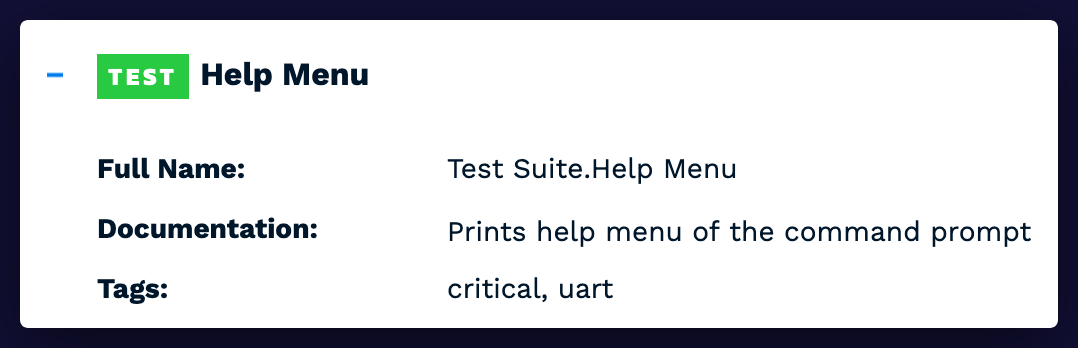 TEST Help Menu
Full Name: Test Suite.Help Menu
Documentation: Prints help menu of the command prompt
Tags: critical, uart